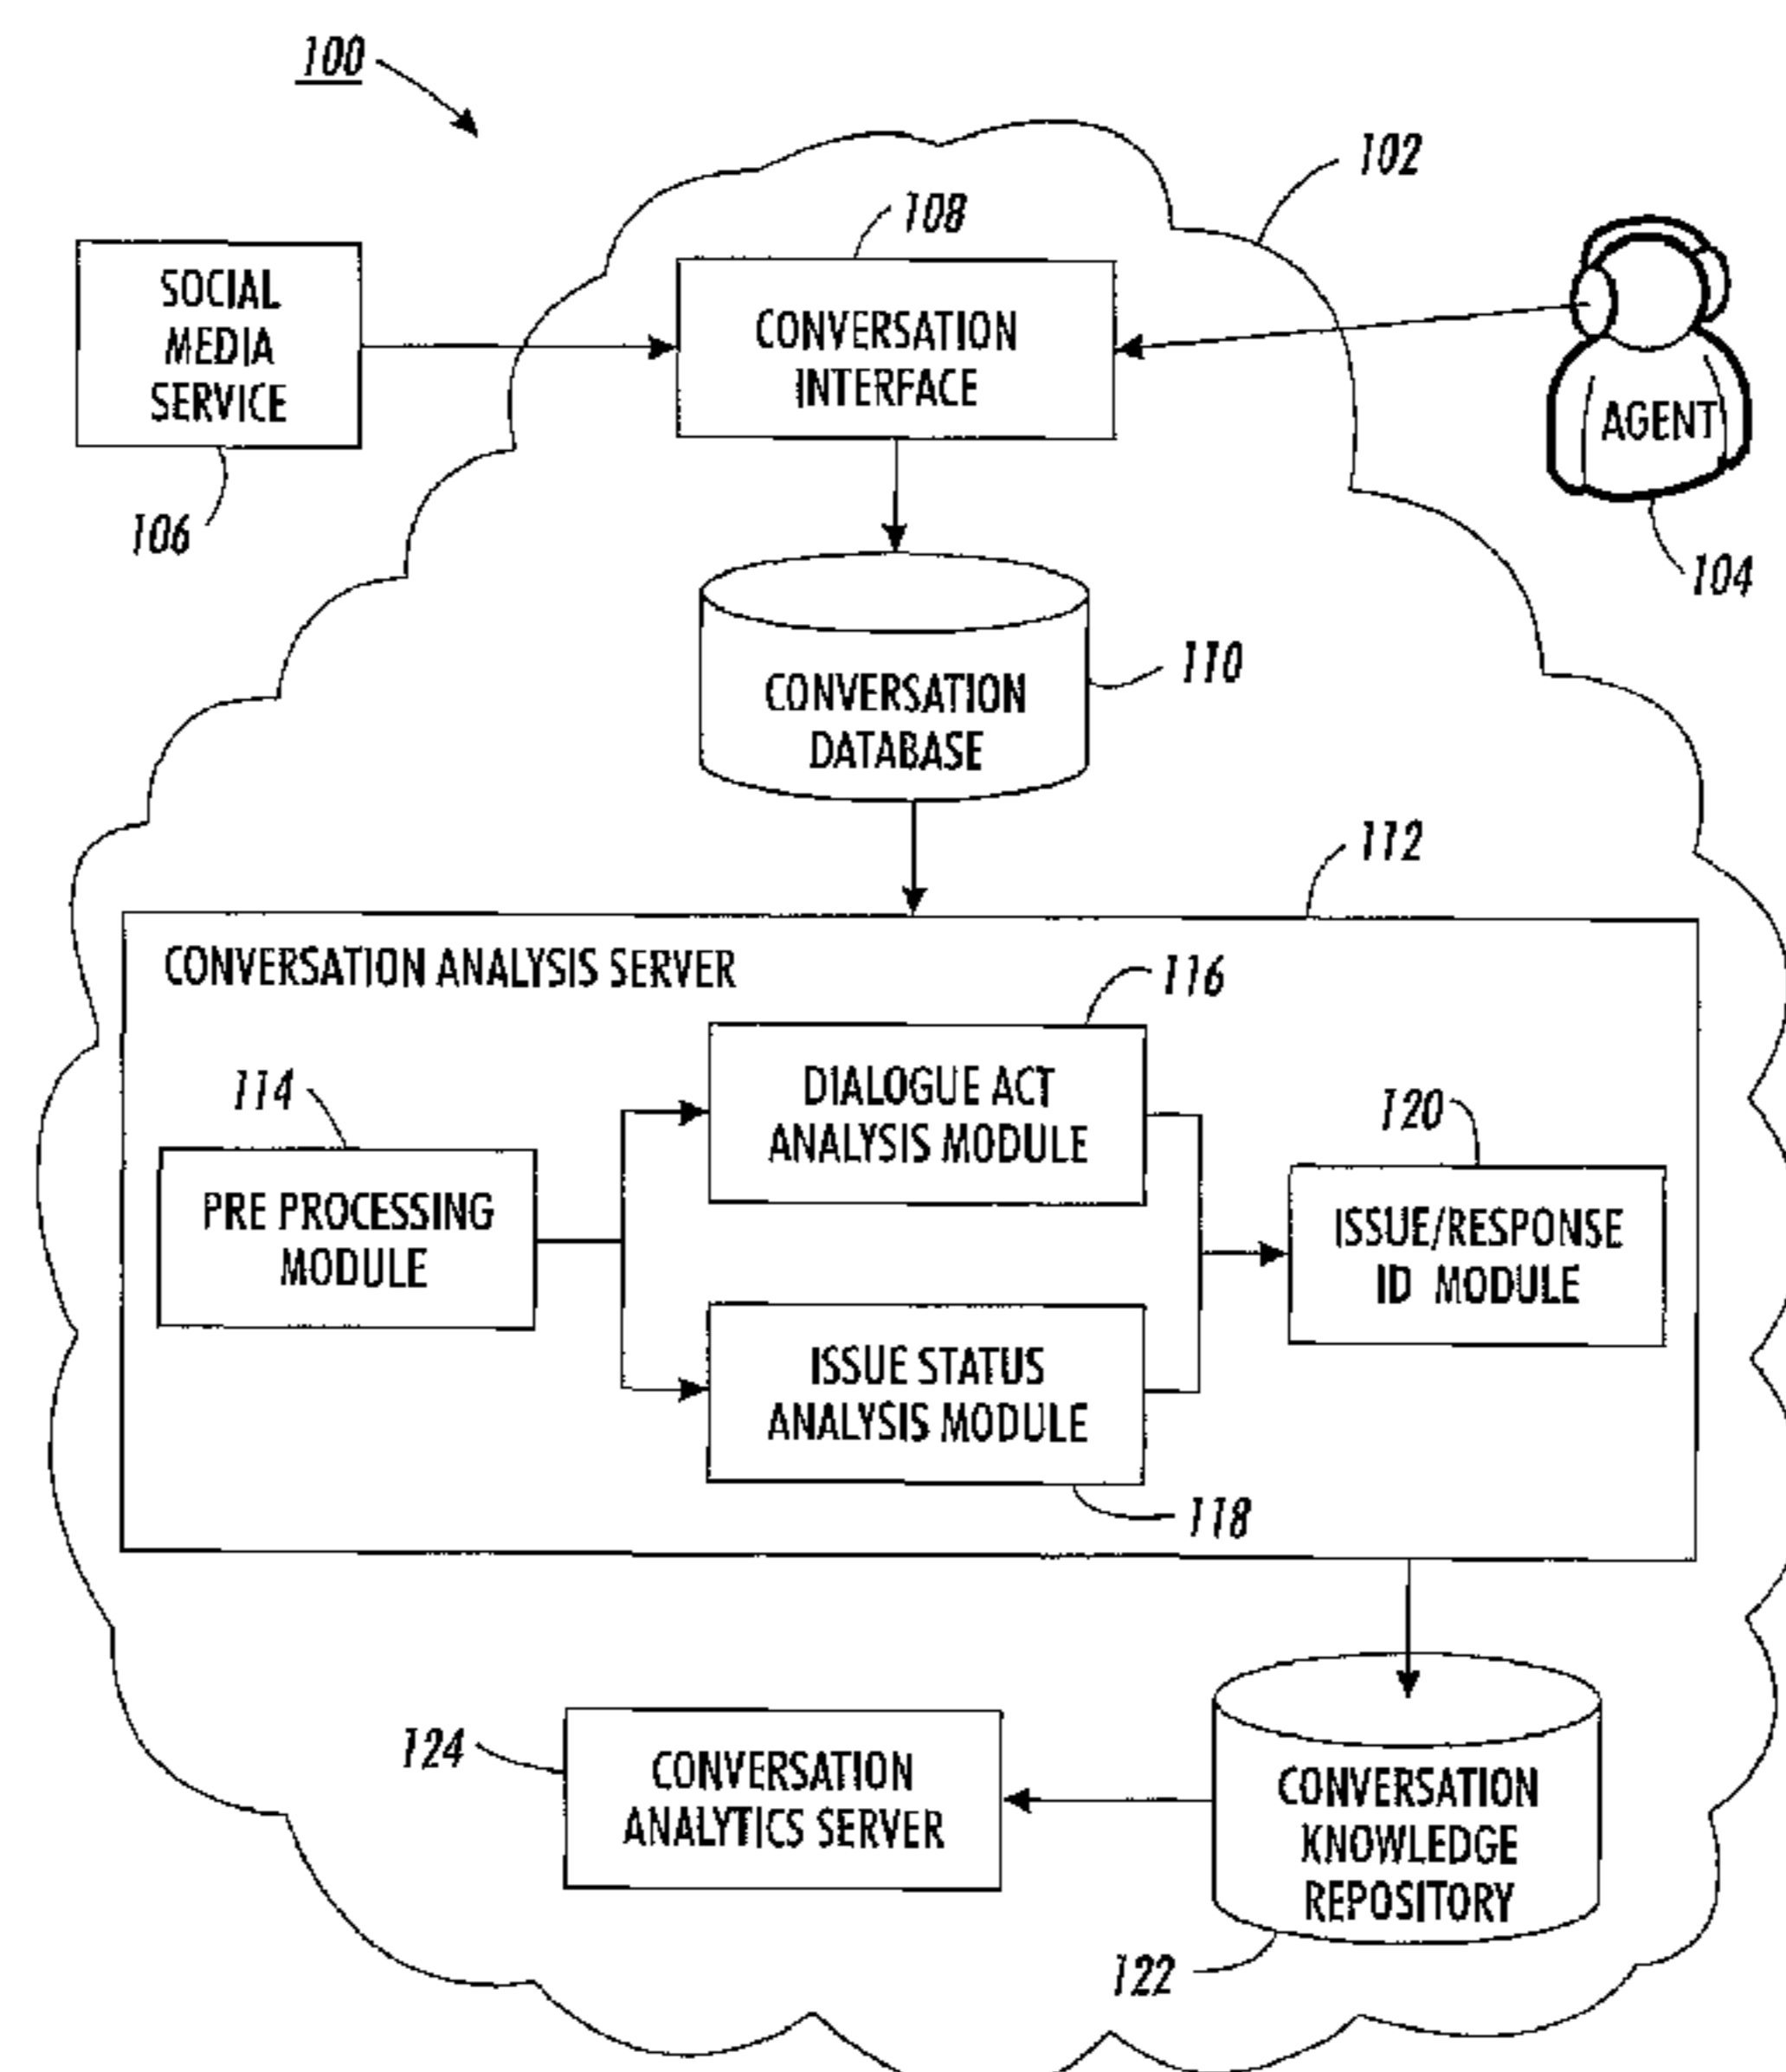 100
102
108
SOCIAL
MEDIA
SERVICE
106
CONVERSATION
INTERFACE
AGENT
104
CONVERSATION
DATABASE
110
112
CONVERSATION ANALYSIS SERVER
116
114
DIALOGUE ACT
ANALYSIS MODULE
120
PRE PROCESSING
MODULE
ISSUE/RESPONSE
ID MODULE
ISSUE STATUS
ANALYSIS MODULE
118
124
CONVERSATION
ANALYTICS SERVER
CONVERSATION
KNOWLEDGE
REPOSITORY
122